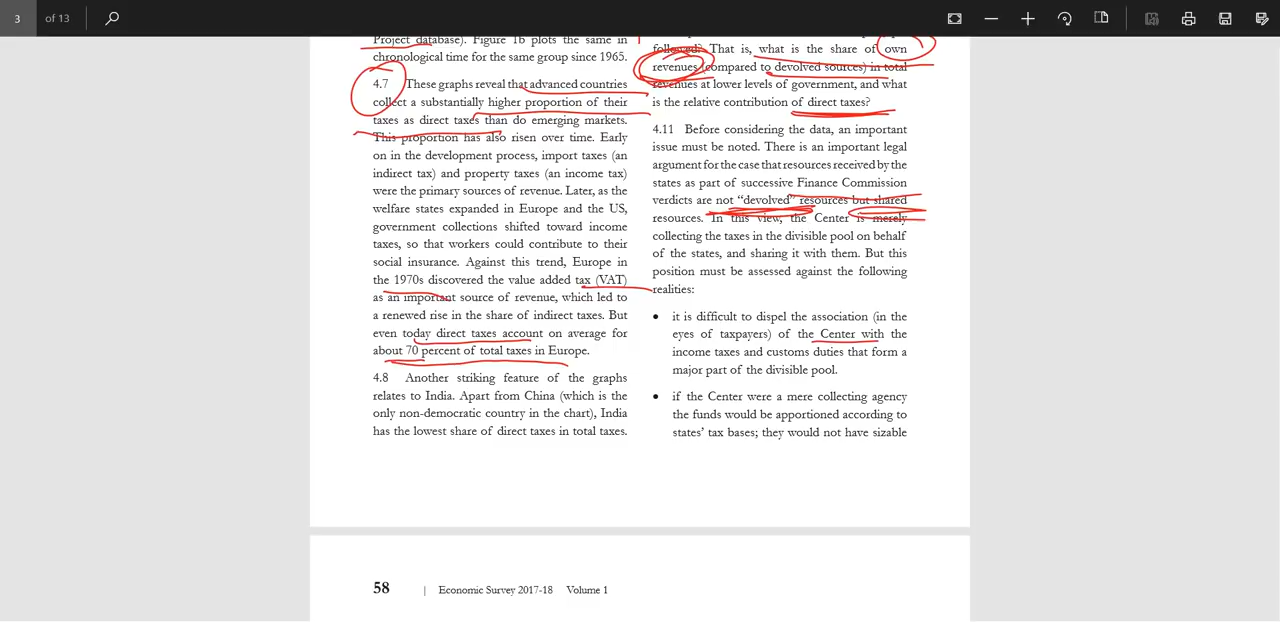 3 of 13
Project database). Figure 1b plots the same in
chronological time for the same group since 1965.
4.7 These graphs reveal that advanced countries
collect a substantially higher proportion of their
taxes as direct taxes than do emerging markets.
This proportion has also risen over time. Early
on in the development process, import taxes (an
indirect tax) and property taxes (an income tax)
were the primary sources of revenue. Later, as the
welfare states expanded in Europe and the US,
government collections shifted toward income
taxes, so that workers could contribute to their
social insurance. Against this trend, Europe in
the 1970s discovered the value added tax (VAT)
as an important source of revenue, which led to
a renewed rise in the share of indirect taxes. But
even today direct taxes account on average for
about 70 percent of total taxes in Europe.
4.8 Another striking feature of the graphs
relates to India. Apart from China (which is the
only non-democratic country in the chart), India
has the lowest share of direct taxes in total taxes.
followed? That is, what is the share of own
revenues (compared to devolved sources) in total
revenues at lower levels of government, and what
is the relative contribution of direct taxes?
4.11 Before considering the data, an important
issue must be noted. There is an important legal
argument for the case that resources received by the
states as part of successive Finance Commission
verdicts are not “devolved” resources but shared
resources. In this view, the Center is merely
collecting the taxes in the divisible pool on behalf
of the states, and sharing it with them. But this
position must be assessed against the following
realities:
• it is difficult to dispel the association (in the
eyes of taxpayers) of the Center with the
income taxes and customs duties that form a
major part of the divisible pool.
• if the Center were a mere collecting agency
the funds would be apportioned according to
states’ tax bases; they would not have sizable
58 | Economic Survey 2017-18 Volume 1